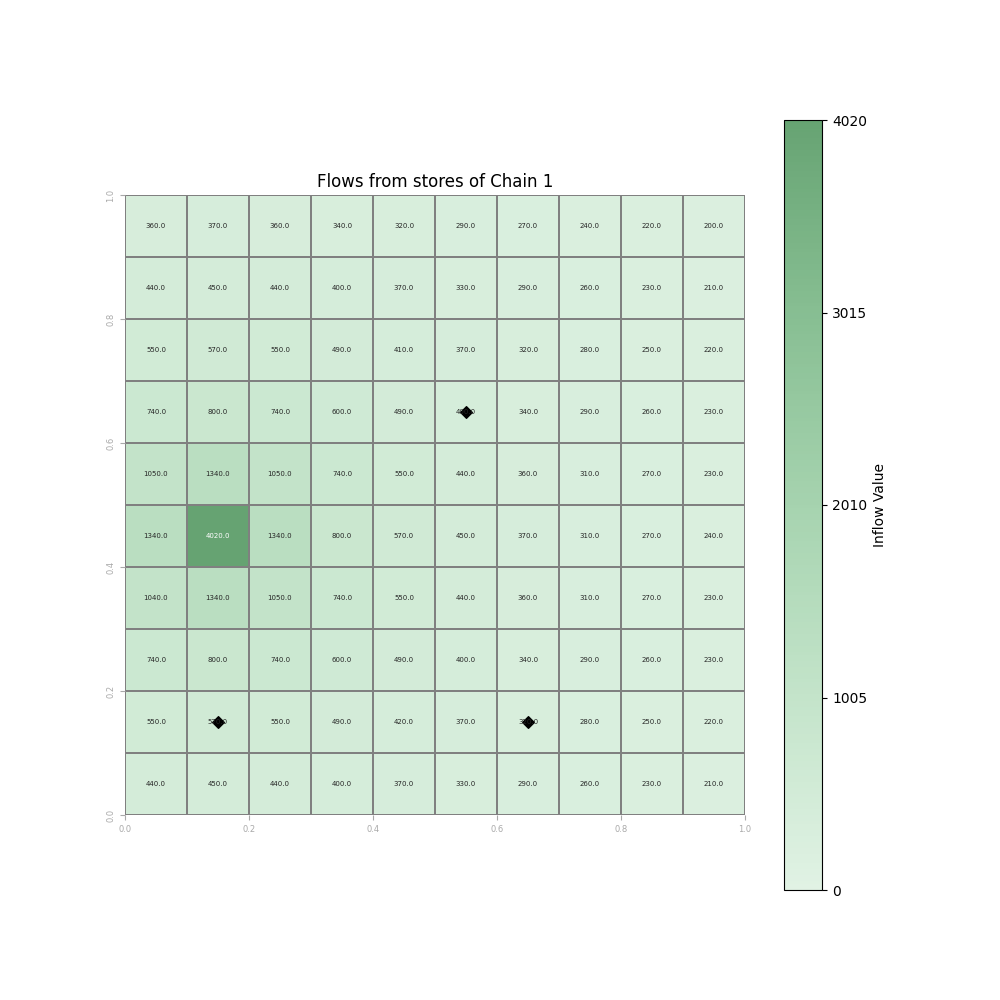 Flows from stores of Chain 1
1.0
360.0 370.0 360.0 340.0 320.0 290.0 270.0 240.0 220.0 200.0
440.0 450.0 440.0 400.0 370.0 330.0 290.0 260.0 230.0 210.0
0.8
550.0 570.0 550.0 490.0 410.0 370.0 320.0 280.0 250.0 220.0
740.0 800.0 740.0 600.0 490.0 340.0 290.0 260.0 230.0
0.6
1050.0 1340.0 1050.0 740.0 550.0 440.0 360.0 310.0 270.0 230.0
1340.0 4020.0 1340.0 800.0 570.0 450.0 370.0 310.0 270.0 240.0
0.4
1040.0 1340.0 1050.0 740.0 550.0 440.0 360.0 310.0 270.0 230.0
740.0 800.0 740.0 600.0 490.0 400.0 340.0 290.0 260.0 230.0
0.2
550.0 550.0 490.0 420.0 370.0 280.0 250.0 220.0
440.0 450.0 440.0 400.0 370.0 330.0 290.0 260.0 230.0 210.0
0.0
0.0 0.2 0.4 0.6 0.8 1.0
4020
3015
2010
1005
0
Inflow Value